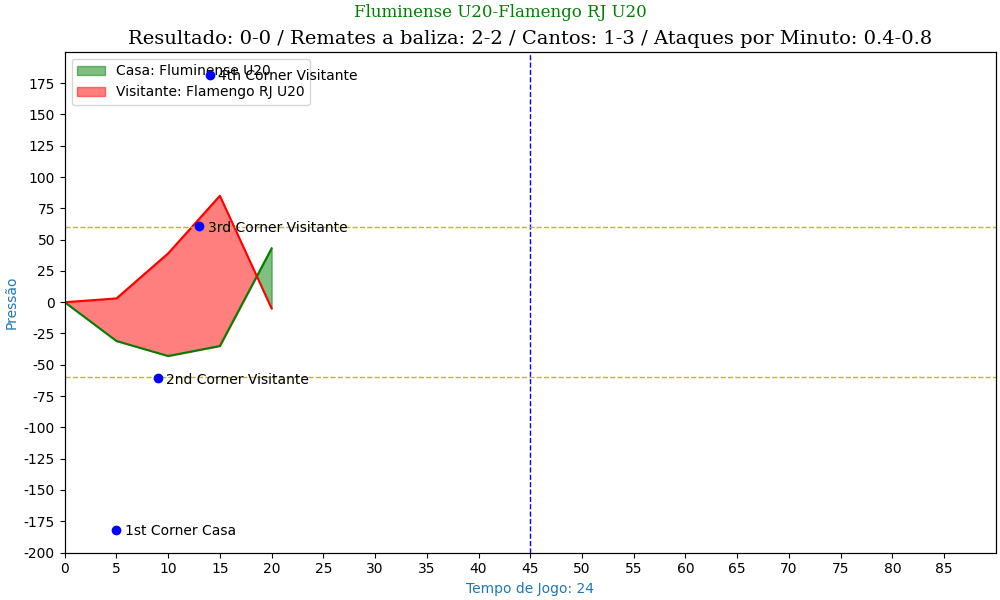 Fluminense U20-Flamengo RJ U20
Resultado: 0-0 / Remates a baliza: 2-2 / Cantos: 1-3 / Ataques por Minuto: 0.4-0.8
Casa: Fluminense U20
4th Corner Visitante
Visitante: Flamengo RJ U20
3rd Corner Visitante
2nd Corner Visitante
1st Corner Casa
Pressão
175
150
125
100
75
50
25
0
-25
-50
-75
-100
-125
-150
-175
-200
0 5 10 15 20 25 30 35 40 45 50 55 60 65 70 75 80 85
Tempo de Jogo: 24